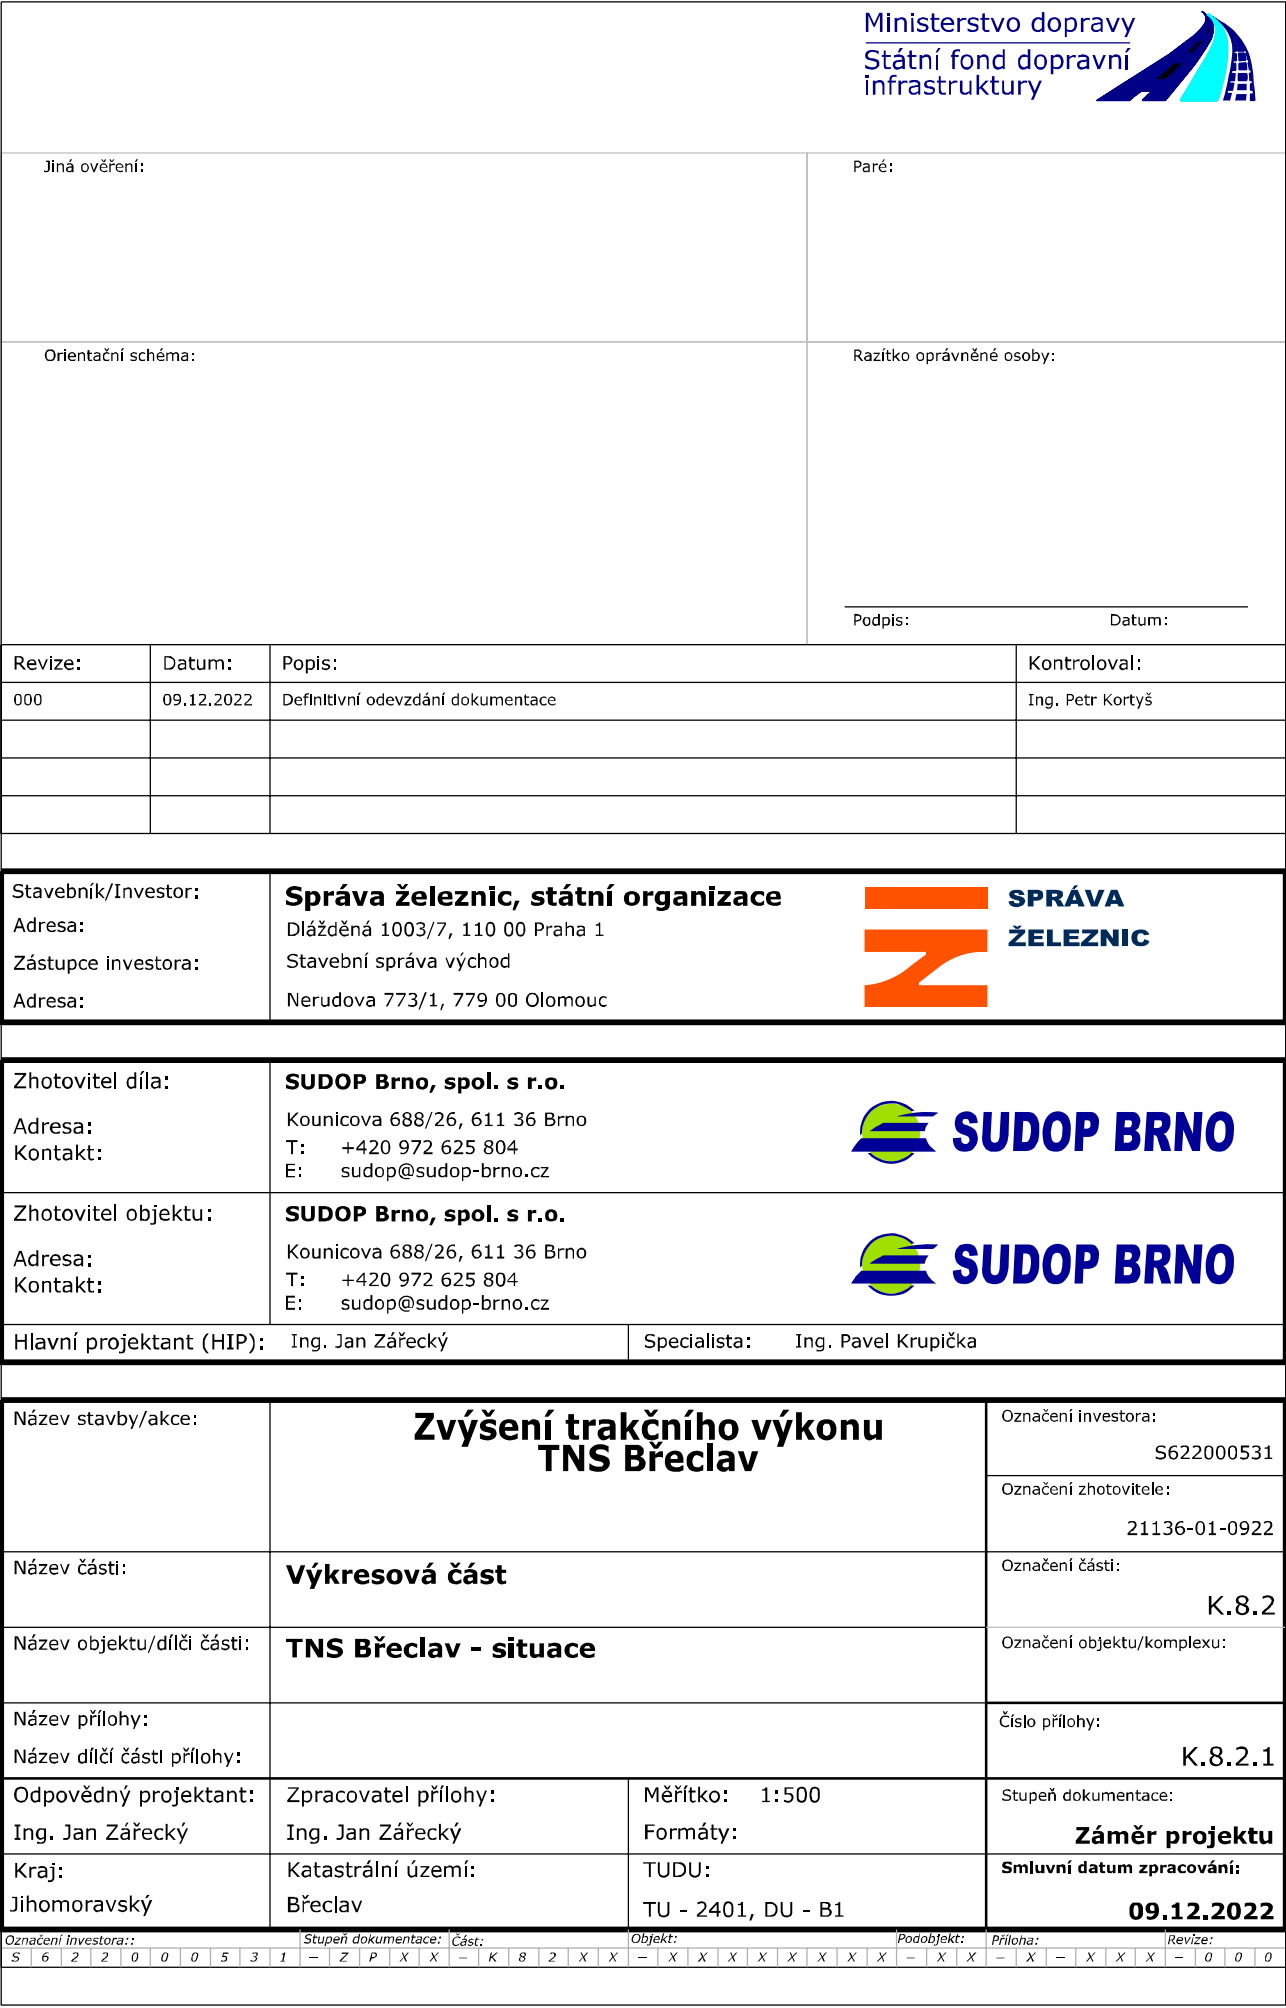 Ministerstvo dopravy
Státní fond dopravní
infrastruktury
Jiná ověření:
Paré:
Orientační schéma:
Razítko oprávněné osoby:
Podpis: Datum:
Revize: Datum: Popis: Kontroloval:
000 09.12.2022 Definitivní odevzdání dokumentace Ing. Petr Kortyš
Stavebník/Investor: Správa železnic, státní organizace
Adresa: Dlážděná 1003/7, 110 00 Praha 1
Zástupce investora: Stavební správa východ
Adresa: Nerudova 773/1, 779 00 Olomouc
SPRÁVA
ŽELEZNIC
Zhotovitel díla: SUDOP Brno, spol. s r.o.
Adresa: Kounicova 688/26, 611 36 Brno
Kontakt: T: +420 972 625 804
E: sudop@sudop-brno.cz
SUDOP BRNO
Zhotovitel objektu: SUDOP Brno, spol. s r.o.
Adresa: Kounicova 688/26, 611 36 Brno
Kontakt: T: +420 972 625 804
E: sudop@sudop-brno.cz
SUDOP BRNO
Hlavní projektant (HIP): Ing. Jan Zářecký Specialista: Ing. Pavel Krupička
Název stavby/akce: Zvýšení trakčního výkonu
TNS Břeclav
Označení investora:
S622000531
Označení zhotovitele:
21136-01-0922
Název části: Výkresová část
Označení části:
K.8.2
Název objektu/dílči části: TNS Břeclav - situace
Označení objektu/komplexu:
Název přílohy:
Název dílčí části přílohy:
Číslo přílohy:
K.8.2.1
Odpovědný projektant: Zpracovatel přílohy: Měřítko: 1:500 Stupeň dokumentace:
Ing. Jan Zářecký Ing. Jan Zářecký Formáty: Záměr projektu
Kraj: Katastrální území: TUDU: Smluvní datum zpracování:
Jihomoravský Břeclav TU - 2401, DU - B1 09.12.2022
Označení investora:: Stupeň dokumentace: Část: Objekt: Podobjekt: Příloha: Revize:
S 6 2 2 0 0 0 5 3 1 – Z P X X – K 8 2 X X – X X X X X X X X – X X – X – X X X – 0 0 0